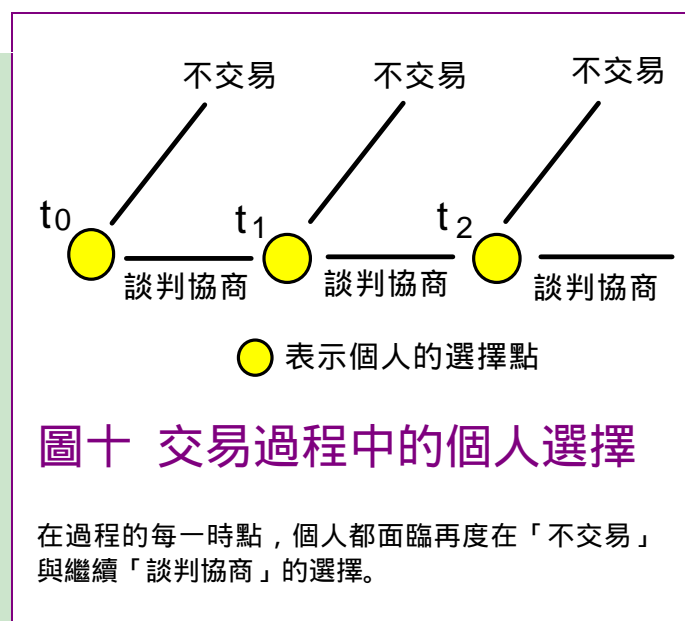 不交易 不交易 不交易
t0 t1 t2
談判協商 談判協商 談判協商
表示個人的選擇點
圖十 交易過程中的個人選擇
在過程的每一時點，個人都面臨再度在「不交易」
與繼續「談判協商」的選擇。